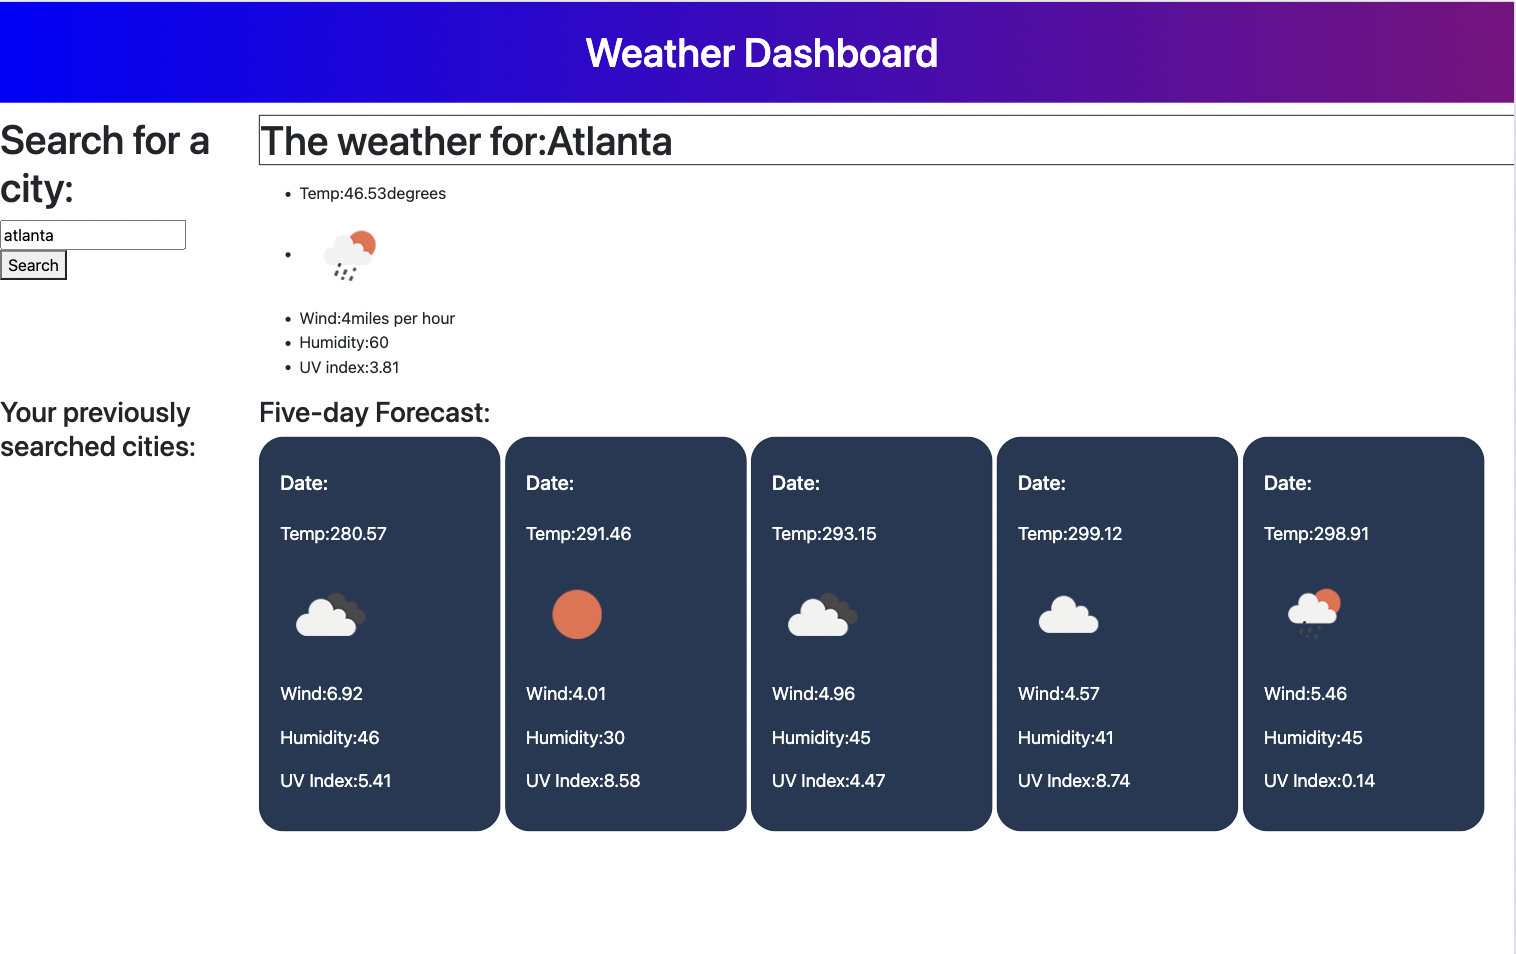 Weather Dashboard
Search for a
city:
atlanta
Search
The weather for:Atlanta
Temp:46.53degrees
Wind:4miles per hour
Humidity:60
UV index:3.81
Your previously
searched cities:
Five-day Forecast:
Date:
Temp:280.57
Wind:6.92
Humidity:46
UV Index:5.41
Date:
Temp:291.46
Wind:4.01
Humidity:30
UV Index:8.58
Date:
Temp:293.15
Wind:4.96
Humidity:45
UV Index:4.47
Date:
Temp:299.12
Wind:4.57
Humidity:41
UV Index:8.74
Date:
Temp:298.91
Wind:5.46
Humidity:45
UV Index:0.14